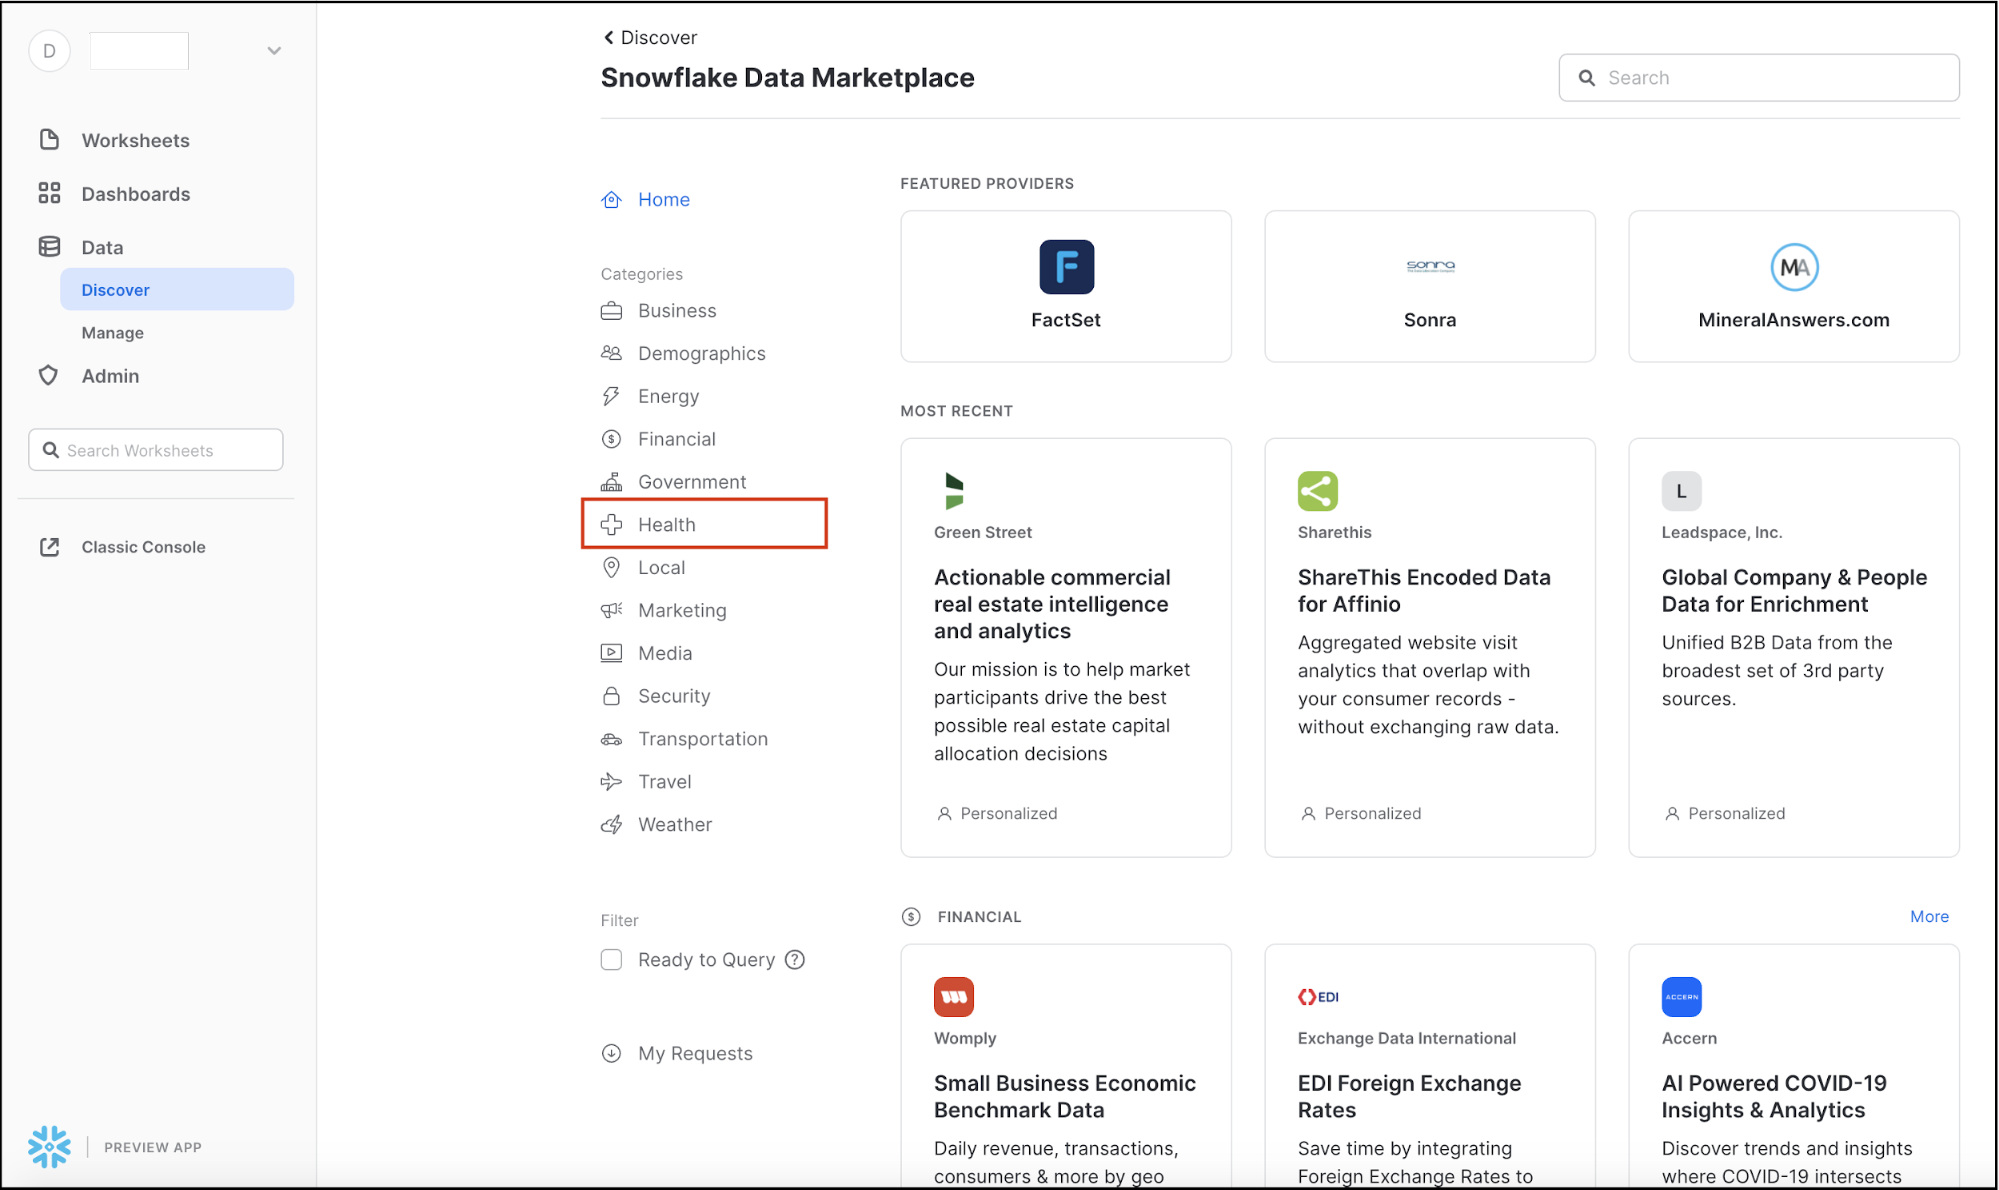 D
Worksheets
Dashboards
Data
Discover
Manage
Admin
Search Worksheets
Classic Console
PREVIEW APP
Discover
Snowflake Data Marketplace
Search
Home
Categories
Business
Demographics
Energy
Financial
Government
Health
Local
Marketing
Media
Security
Transportation
Travel
Weather
Filter
Ready to Query ?
My Requests
FEATURED PROVIDERS
F
FactSet
sonra
Sonra
MA
MineralAnswers.com
MOST RECENT
Green Street
Actionable commercial
real estate intelligence
and analytics
Our mission is to help market
participants drive the best
possible real estate capital
allocation decisions
Personalized
Sharethis
ShareThis Encoded Data
for Affinio
Aggregated website visit
analytics that overlap with
your consumer records -
without exchanging raw data.
Personalized
L
Leadspace, Inc.
Global Company & People
Data for Enrichment
Unified B2B Data from the
broadest set of 3rd party
sources.
Personalized
$ FINANCIAL
More
Womply
Small Business Economic
Benchmark Data
Daily revenue, transactions,
consumers & more by geo
EDI
Exchange Data International
EDI Foreign Exchange
Rates
Save time by integrating
Foreign Exchange Rates to
ACCERN
Accern
AI Powered COVID-19
Insights & Analytics
Discover trends and insights
where COVID-19 intersects